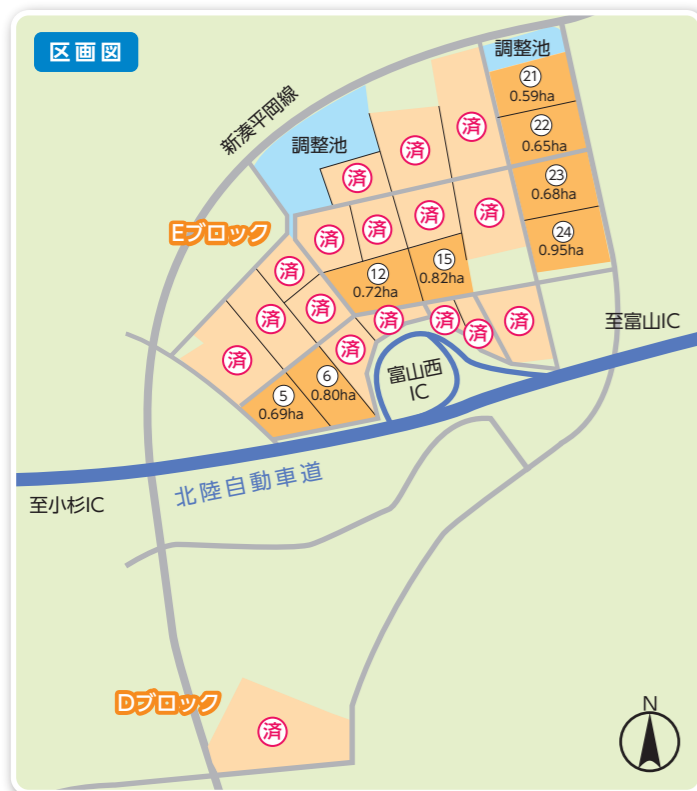 区画図
新湊平岡線
調整池
調整池
㉑
0.59ha
㉒
0.65ha
㉓
0.68ha
㉔
0.95ha
済
済
済
Eブロック
済
済
済
済
⑫
0.72ha
⑮
0.82ha
済
済
済
済
済
済
済
済
済
⑤
0.69ha
⑥
0.80ha
富山西
IC
至富山IC
北陸自動車道
至小杉IC
Dブロック
済
N